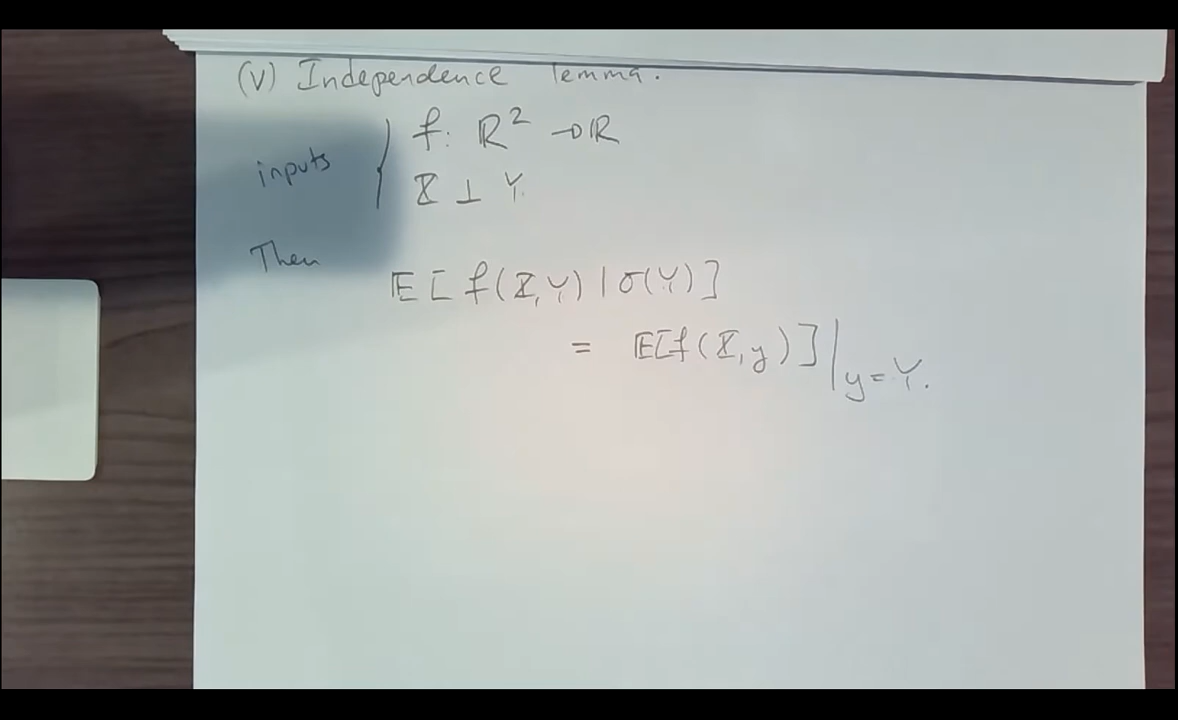 (V) Independence lemma.
inputs { f: ℝ² → ℝ
X ⊥ Y.
Then
𝔼[f(X,Y) | σ(Y)]
= 𝔼[f(X,y)]|y=Y.